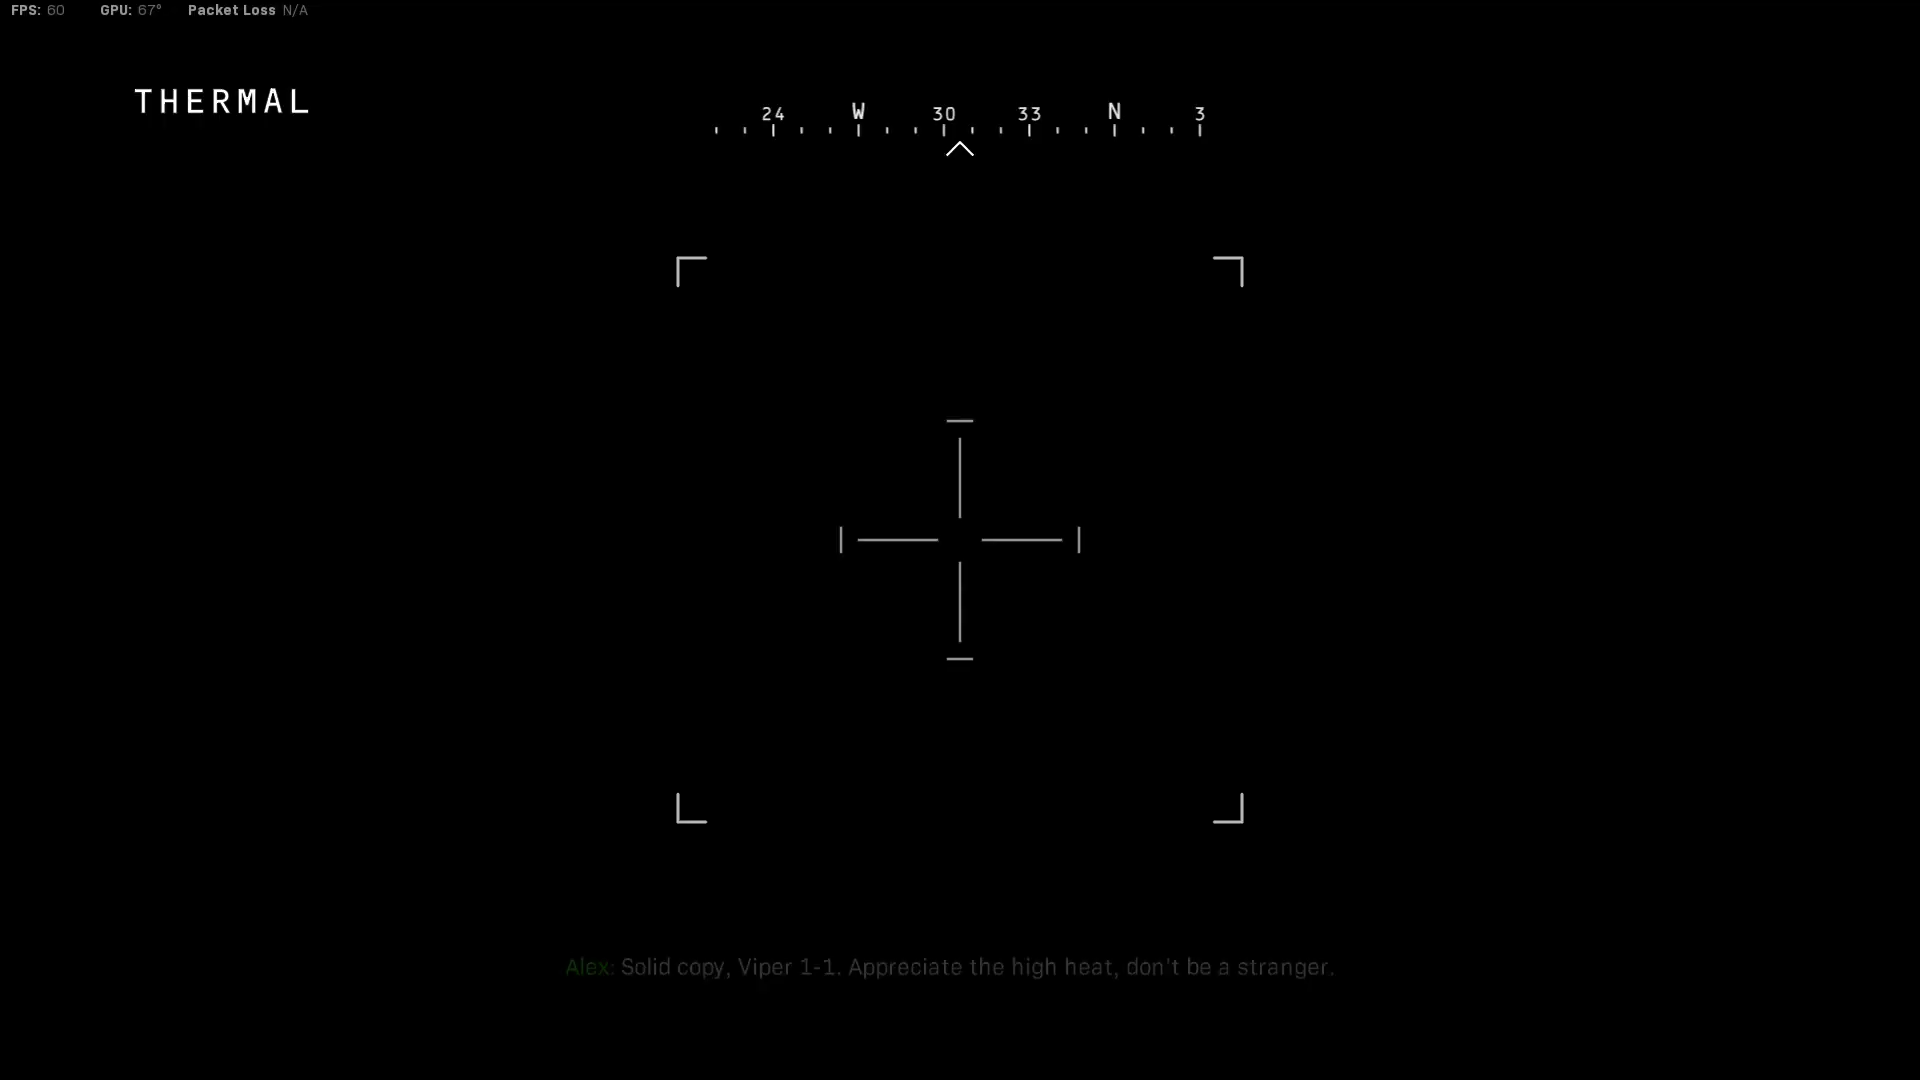 FPS: 60 GPU: 67° Packet Loss N/A
THERMAL
24 W 30 33 N 3
Alex: Solid copy, Viper 1-1. Appreciate the high heat, don't be a stranger.